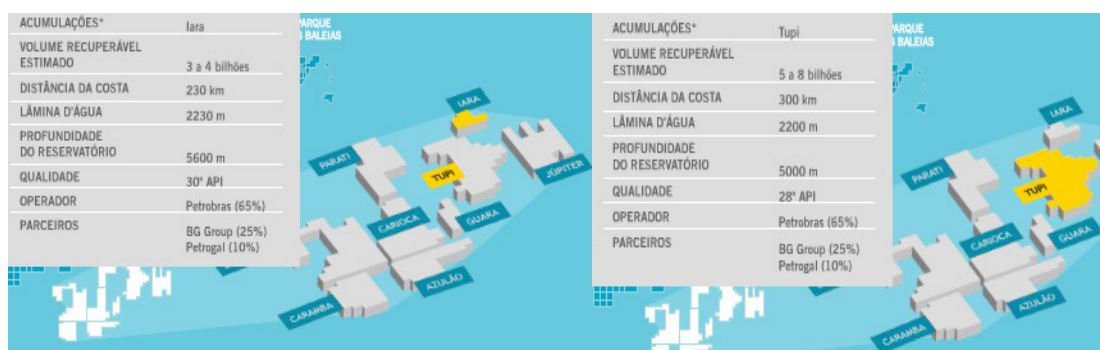 ACUMULAÇÕES* Iara
VOLUME RECUPERÁVEL
ESTIMADO 3 a 4 bilhões
DISTÂNCIA DA COSTA 230 km
LÂMINA D'ÁGUA 2230 m
PROFUNDIDADE
DO RESERVATÓRIO 5600 m
QUALIDADE 30° API
OPERADOR Petrobras (65%)
PARCEIROS BG Group (25%)
Petrogal (10%)
PARQUE
BALEIAS
IARA
PARATI
TUPI
JÚPITER
CARIOCA
GUARA
AZULÃO
CARAMBA
ACUMULAÇÕES* Tupi
VOLUME RECUPERÁVEL
ESTIMADO 5 a 8 bilhões
DISTÂNCIA DA COSTA 300 km
LÂMINA D'ÁGUA 2200 m
PROFUNDIDADE
DO RESERVATÓRIO 5000 m
QUALIDADE 28° API
OPERADOR Petrobras (65%)
PARCEIROS BG Group (25%)
Petrogal (10%)
PARQUE
BALEIAS
IARA
PARATI
TUPI
CARIOCA
GUARA
AZULÃO
CARAMBA